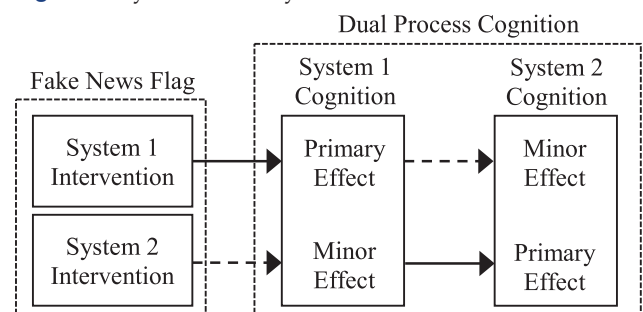 Dual Process Cognition
Fake News Flag
System 1
Cognition
System 2
Cognition
System 1
Intervention
Primary
Effect
Minor
Effect
System 2
Intervention
Minor
Effect
Primary
Effect